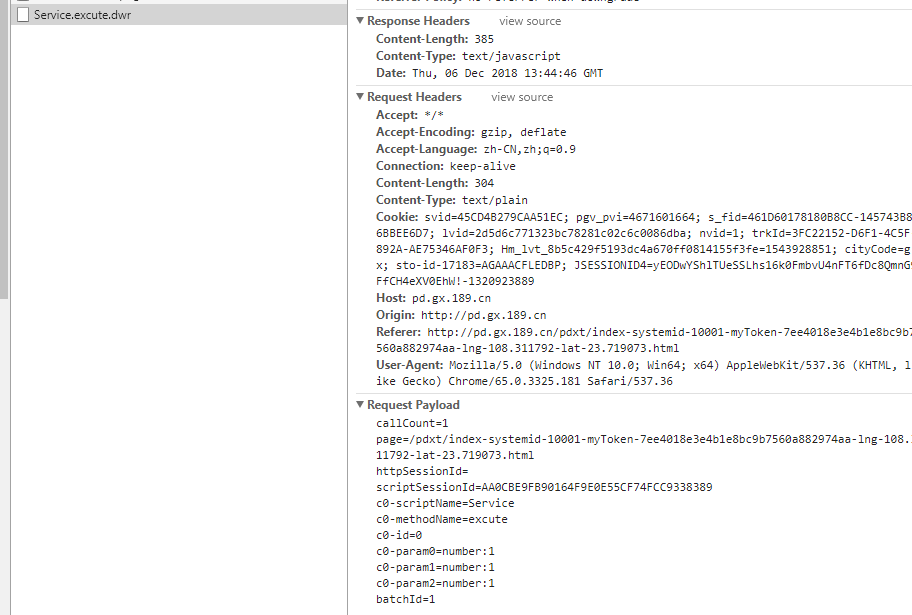 Service.excute.dwr
Response Headers view source
Content-Length: 385
Content-Type: text/javascript
Date: Thu, 06 Dec 2018 13:44:46 GMT
Request Headers view source
Accept: */*
Accept-Encoding: gzip, deflate
Accept-Language: zh-CN,zh;q=0.9
Connection: keep-alive
Content-Length: 304
Content-Type: text/plain
Cookie: svid=45CD4B279CAA51EC; pgv_pvi=4671601664; s_fid=461D60178180B8CC-145743B8
6BBEE6D7; lvid=2d5d6c771323bc78281c02c6c0086dba; nvid=1; trkId=3FC22152-D6F1-4C5F
892A-AE75346AF0F3; Hm_lvt_8b5c429f5193dc4a670ff0814155f3fe=1543928851; cityCode=g
x; sto-id-17183=AGAAACFLEDBP; JSESSIONID4=yEODwYShlTUeSSLhs16k0FmbvU4nFT6fDc8QmnG9
FfCH4eXV0EhW!-1320923889
Host: pd.gx.189.cn
Origin: http://pd.gx.189.cn
Referer: http://pd.gx.189.cn/pdxt/index-systemid-10001-myToken-7ee4018e3e4b1e8bc9b7
560a882974aa-lng-108.311792-lat-23.719073.html
User-Agent: Mozilla/5.0 (Windows NT 10.0; Win64; x64) AppleWebKit/537.36 (KHTML, l
ike Gecko) Chrome/65.0.3325.181 Safari/537.36
Request Payload
callCount=1
page=/pdxt/index-systemid-10001-myToken-7ee4018e3e4b1e8bc9b7560a882974aa-lng-108.
11792-lat-23.719073.html
httpSessionId=
scriptSessionId=AA0CBE9FB90164F9E0E55CF74FCC9338389
c0-scriptName=Service
c0-methodName=excute
c0-id=0
c0-param0=number:1
c0-param1=number:1
c0-param2=number:1
batchId=1